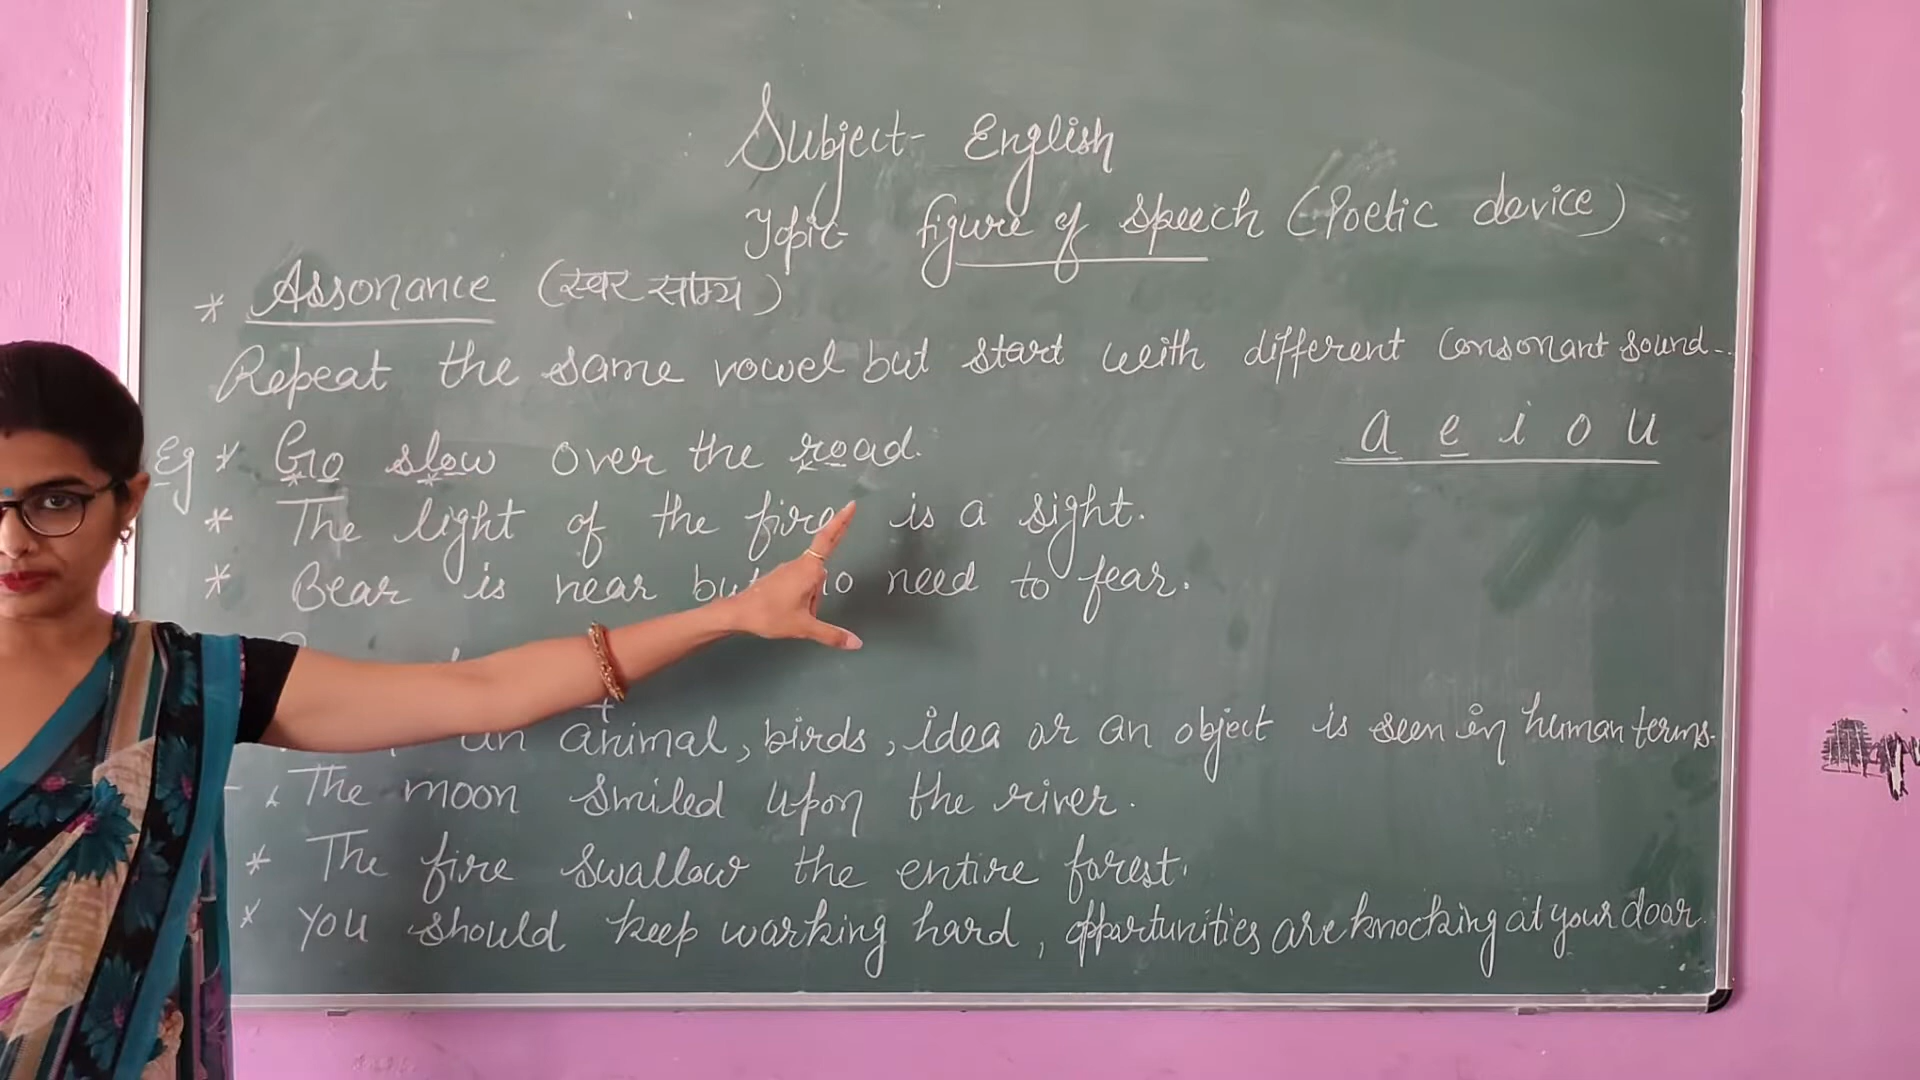 Subject- English
Topic- figure of speech (Poetic device)
* Assonance (स्वर साम्य)
Repeat the same vowel but start with different consonant sound-
a e i o u
Eg * Go slow over the road.
* The light of the fire is a sight.
* Bear is near but no need to fear.
an animal, birds, idea or an object is seen in human terms.
The moon smiled upon the river.
* The fire swallow the entire forest.
* You should keep working hard, opportunities are knocking at your door.